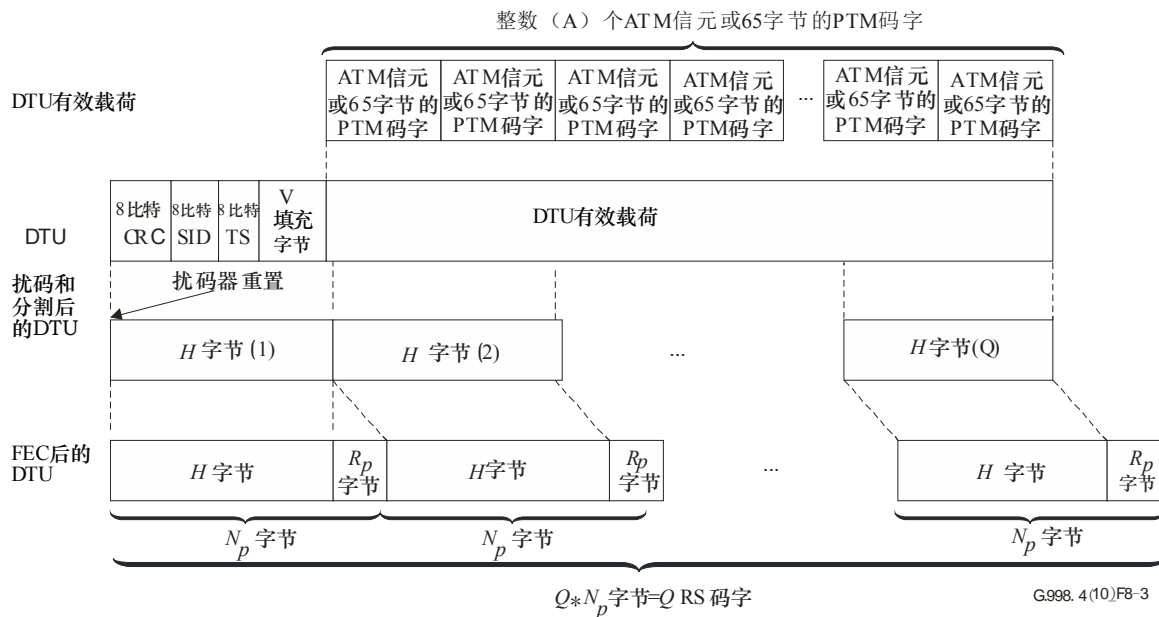 整数（A）个ATM信元或65字节的PTM码字
DTU有效载荷
ATM信元
或65字节的
PTM码字
ATM信元
或65字节的
PTM码字
ATM信元
或65字节的
PTM码字
ATM信元
或65字节的
PTM码字
...
ATM信元
或65字节的
PTM码字
ATM信元
或65字节的
PTM码字
DTU
8比特
CRC
8比特
SID
8比特
TS
V
填充
字节
DTU有效载荷
扰码和
分割后
的DTU
扰码器重置
H 字节 (1)
H 字节 (2)
...
H 字节(Q)
FEC后的
DTU
H 字节
Rp
字节
H字节
Rp
字节
...
H 字节
Rp
字节
Np 字节
Np 字节
Np 字节
Q*Np字节=Q RS 码字
G.998. 4(10)_F8-3